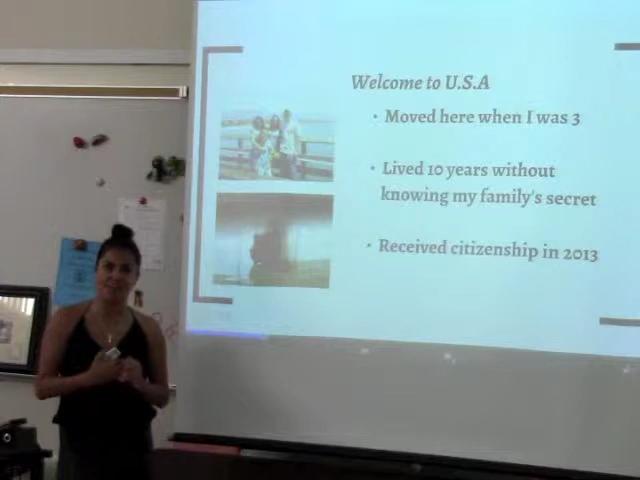 Welcome to U.S.A
• Moved here when I was 3
• Lived 10 years without
knowing my family's secret
• Received citizenship in 2013